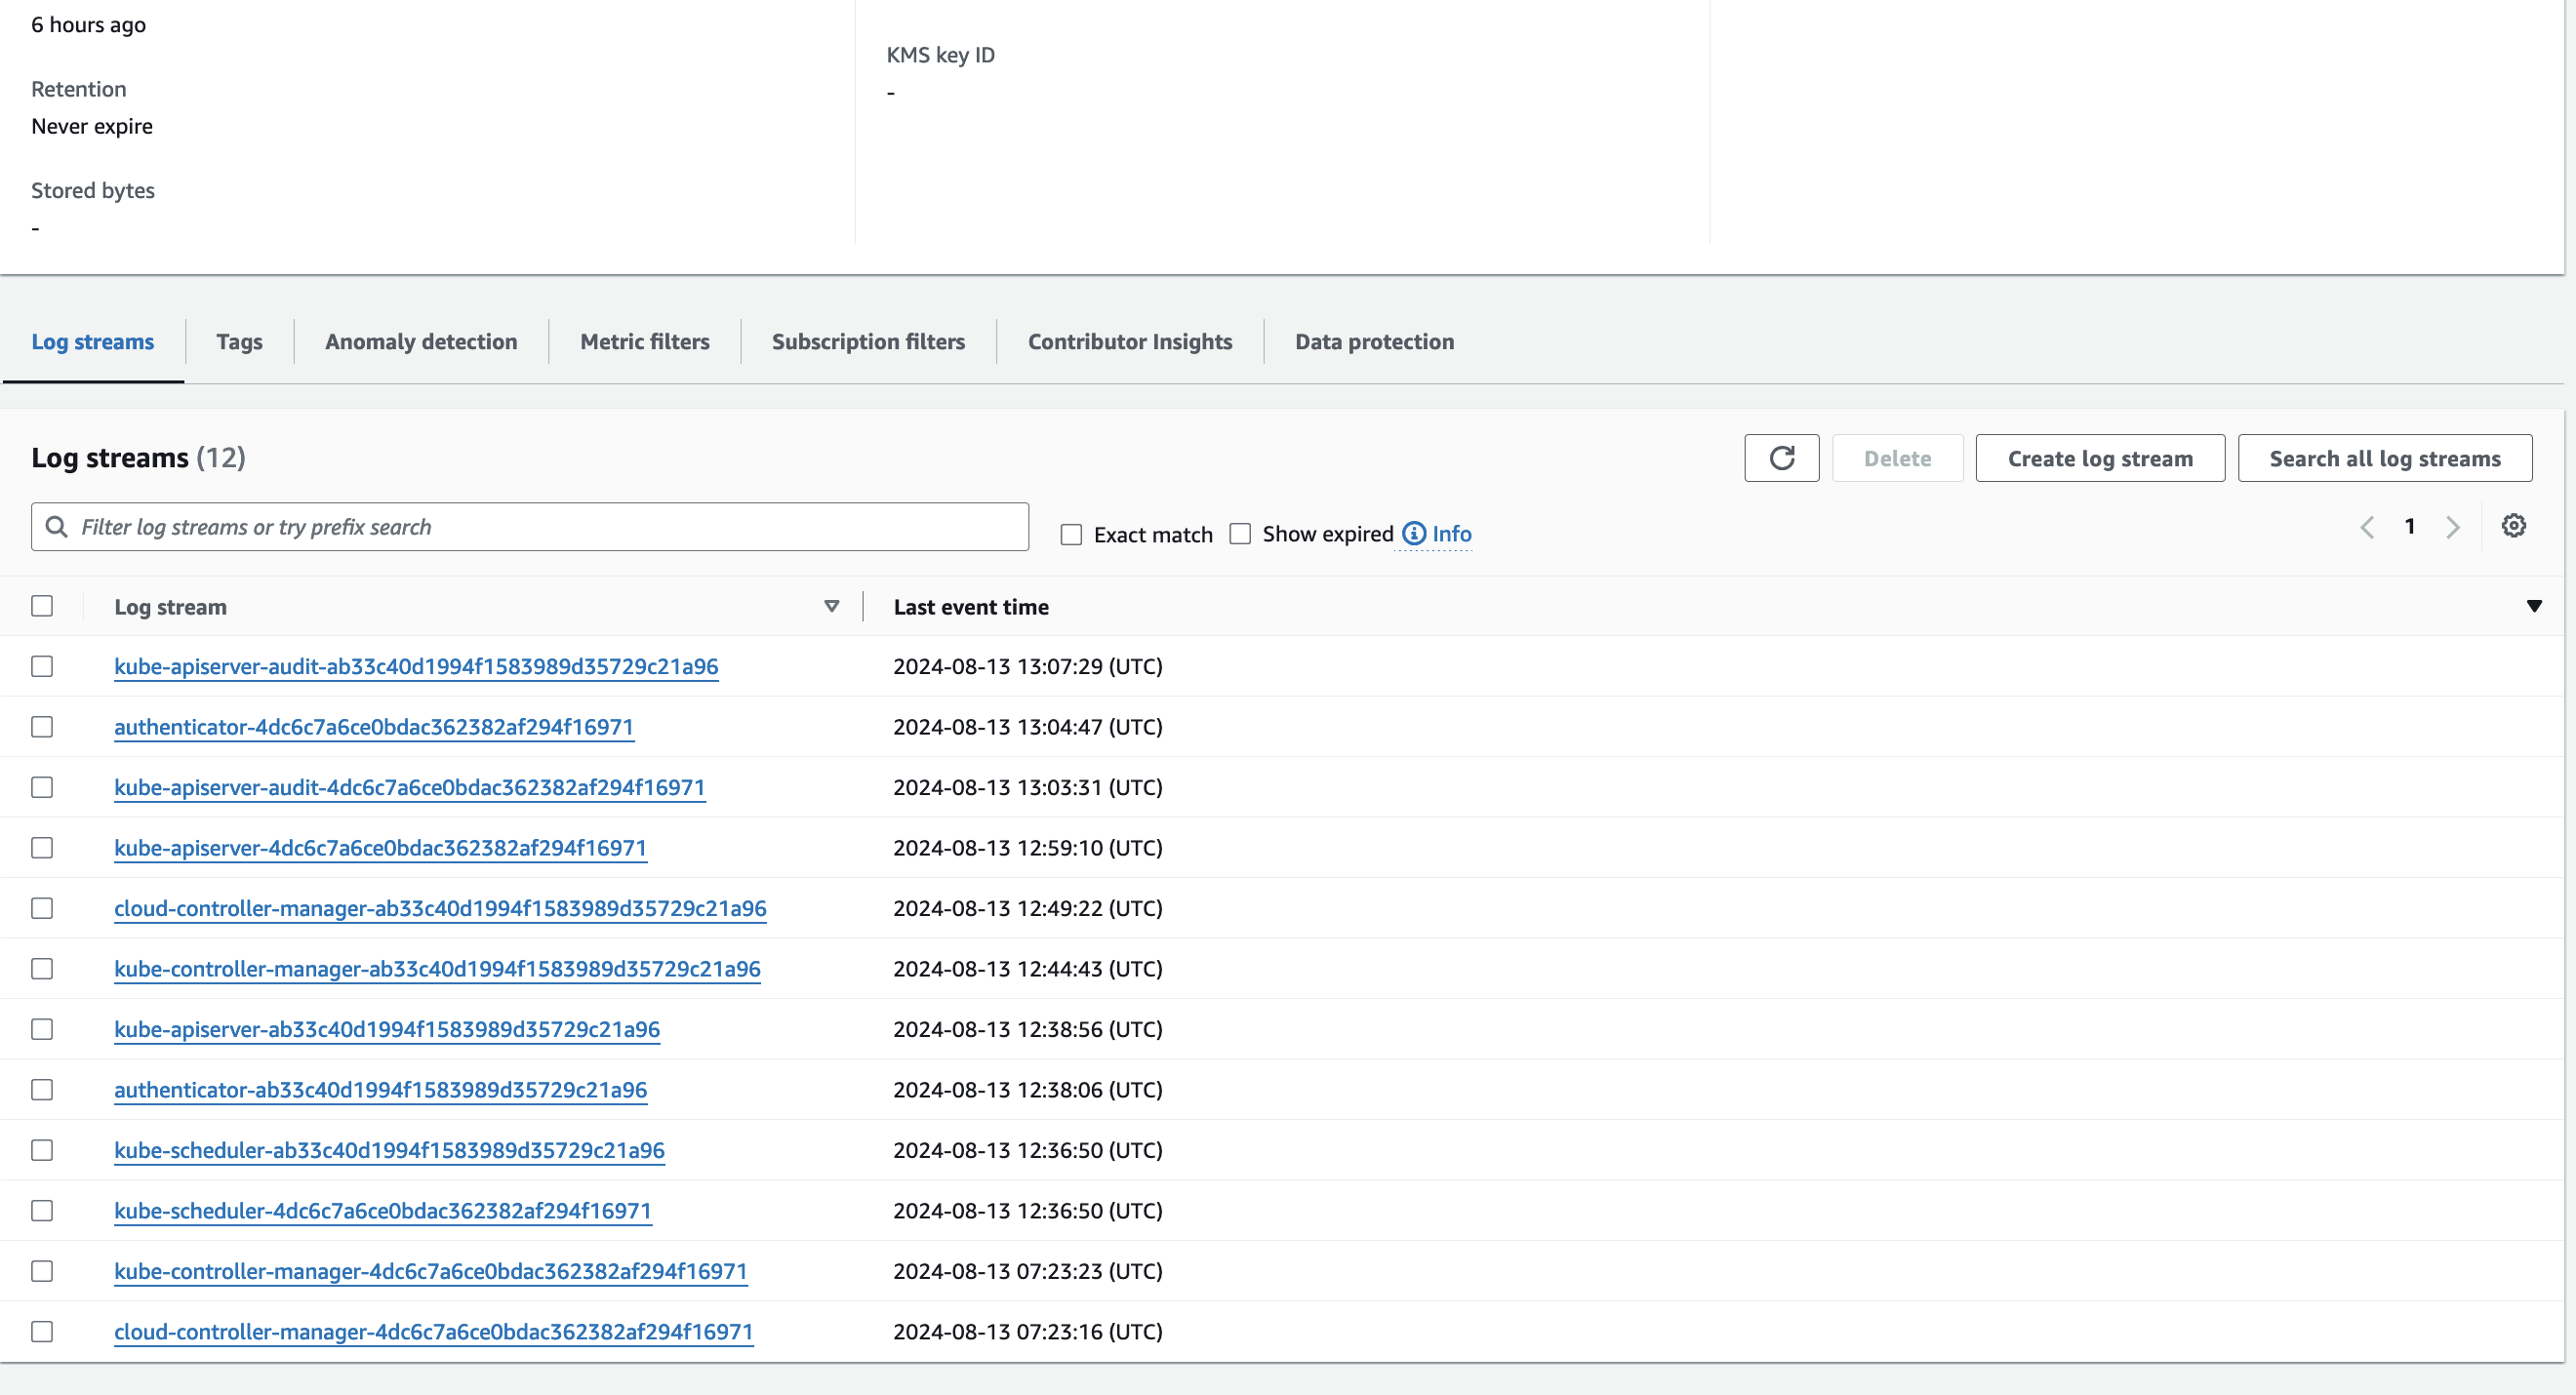 6 hours ago
KMS key ID
-
Retention
Never expire
Stored bytes
-
Log streams
Tags
Anomaly detection
Metric filters
Subscription filters
Contributor Insights
Data protection
Log streams (12)
Delete
Create log stream
Search all log streams
Filter log streams or try prefix search
Exact match
Show expired
Info
1
Log stream
Last event time
kube-apiserver-audit-ab33c40d1994f1583989d35729c21a96 2024-08-13 13:07:29 (UTC)
authenticator-4dc6c7a6ce0bdac362382af294f16971 2024-08-13 13:04:47 (UTC)
kube-apiserver-audit-4dc6c7a6ce0bdac362382af294f16971 2024-08-13 13:03:31 (UTC)
kube-apiserver-4dc6c7a6ce0bdac362382af294f16971 2024-08-13 12:59:10 (UTC)
cloud-controller-manager-ab33c40d1994f1583989d35729c21a96 2024-08-13 12:49:22 (UTC)
kube-controller-manager-ab33c40d1994f1583989d35729c21a96 2024-08-13 12:44:43 (UTC)
kube-apiserver-ab33c40d1994f1583989d35729c21a96 2024-08-13 12:38:56 (UTC)
authenticator-ab33c40d1994f1583989d35729c21a96 2024-08-13 12:38:06 (UTC)
kube-scheduler-ab33c40d1994f1583989d35729c21a96 2024-08-13 12:36:50 (UTC)
kube-scheduler-4dc6c7a6ce0bdac362382af294f16971 2024-08-13 12:36:50 (UTC)
kube-controller-manager-4dc6c7a6ce0bdac362382af294f16971 2024-08-13 07:23:23 (UTC)
cloud-controller-manager-4dc6c7a6ce0bdac362382af294f16971 2024-08-13 07:23:16 (UTC)